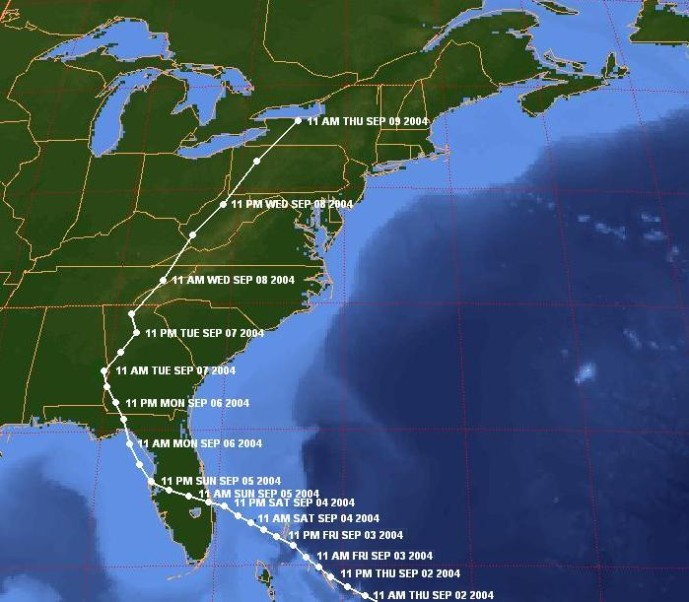 11 AM THU SEP 09 2004
11 PM WED SEP 08 2004
11 AM WED SEP 08 2004
11 PM TUE SEP 07 2004
11 AM TUE SEP 07 2004
11 PM MON SEP 06 2004
11 AM MON SEP 06 2004
11 PM SUN SEP 05 2004
11 AM SUN SEP 05 2004
11 PM SAT SEP 04 2004
11 AM SAT SEP 04 2004
11 PM FRI SEP 03 2004
11 AM FRI SEP 03 2004
11 PM THU SEP 02 2004
11 AM THU SEP 02 2004